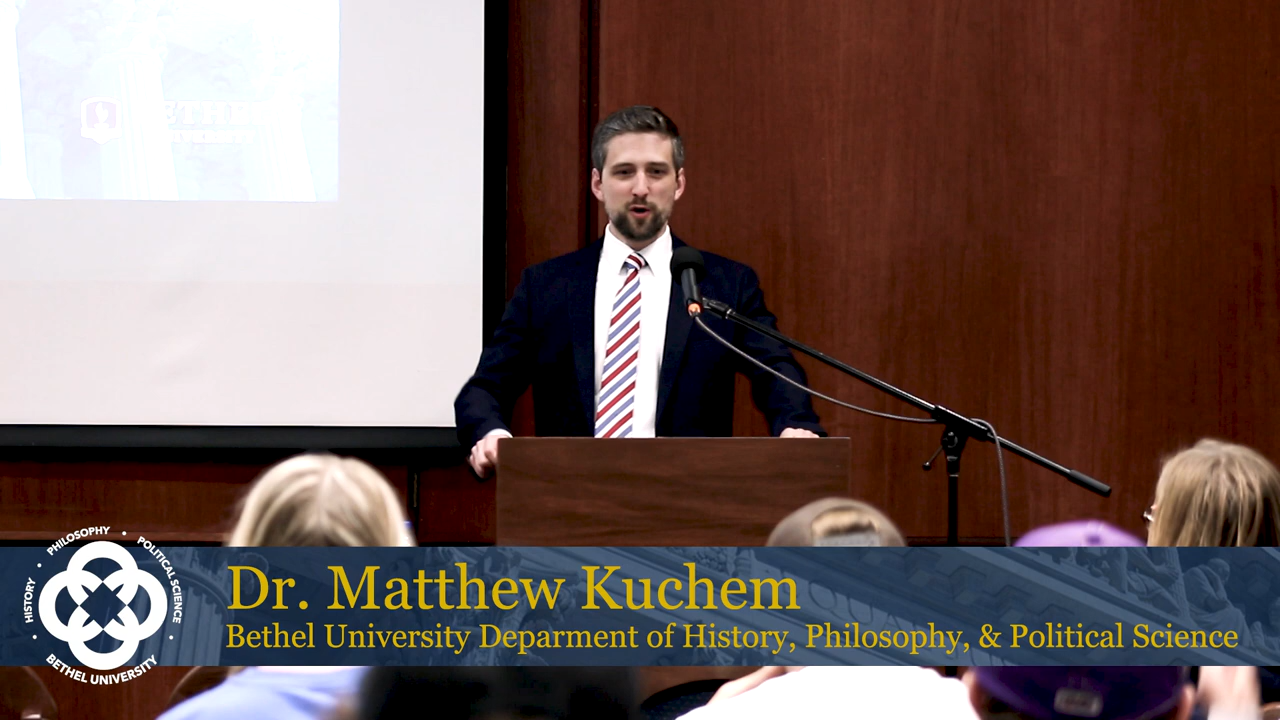 HISTORY · PHILOSOPHY · POLITICAL SCIENCE ·
BETHEL UNIVERSITY
Dr. Matthew Kuchem
Bethel University Deparment of History, Philosophy, & Political Science